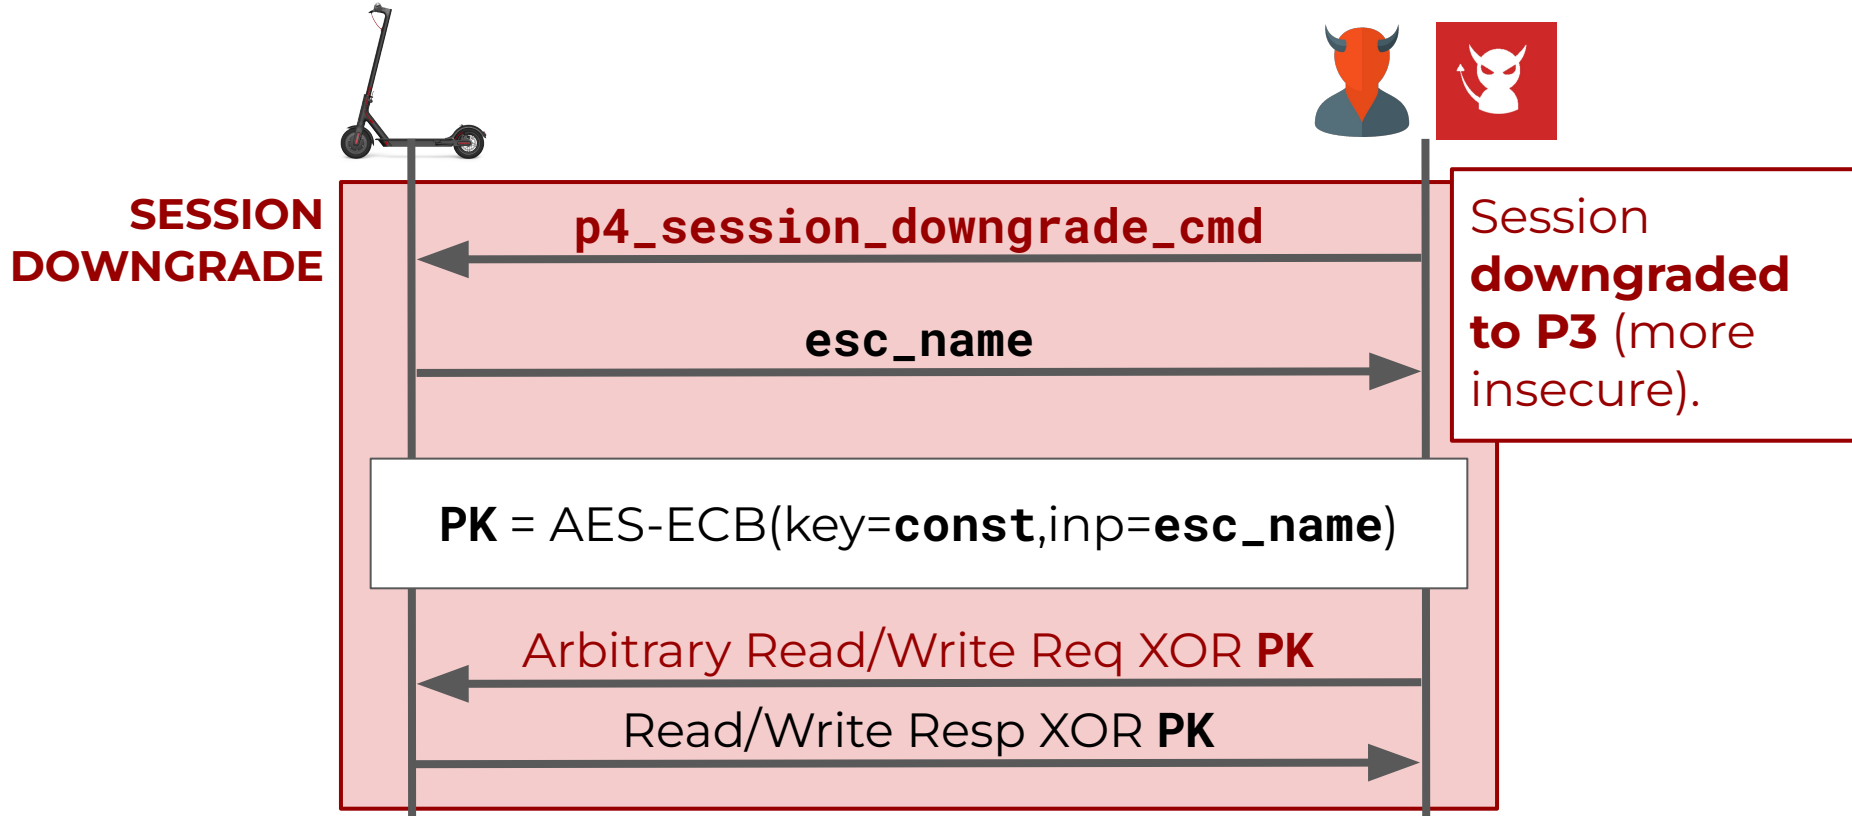 SESSION
DOWNGRADE
p4_session_downgrade_cmd
Session
downgraded
to P3 (more
insecure).
esc_name
PK = AES-ECB(key=const,inp=esc_name)
Arbitrary Read/Write Req XOR PK
Read/Write Resp XOR PK